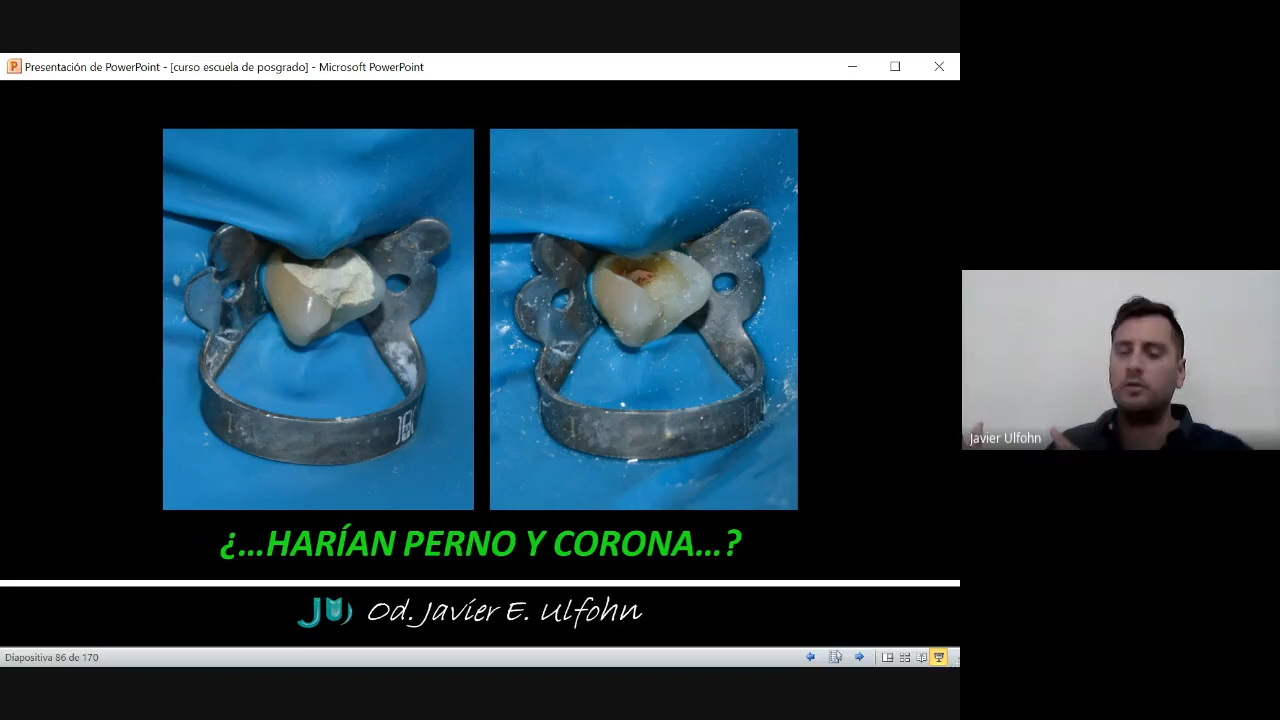 Presentación de PowerPoint - [curso escuela de posgrado] - Microsoft PowerPoint
¿...HARÍAN PERNO Y CORONA...?
JU Od. Javier E. Ulfohn
Diapositiva 86 de 170
Javier Ulfohn